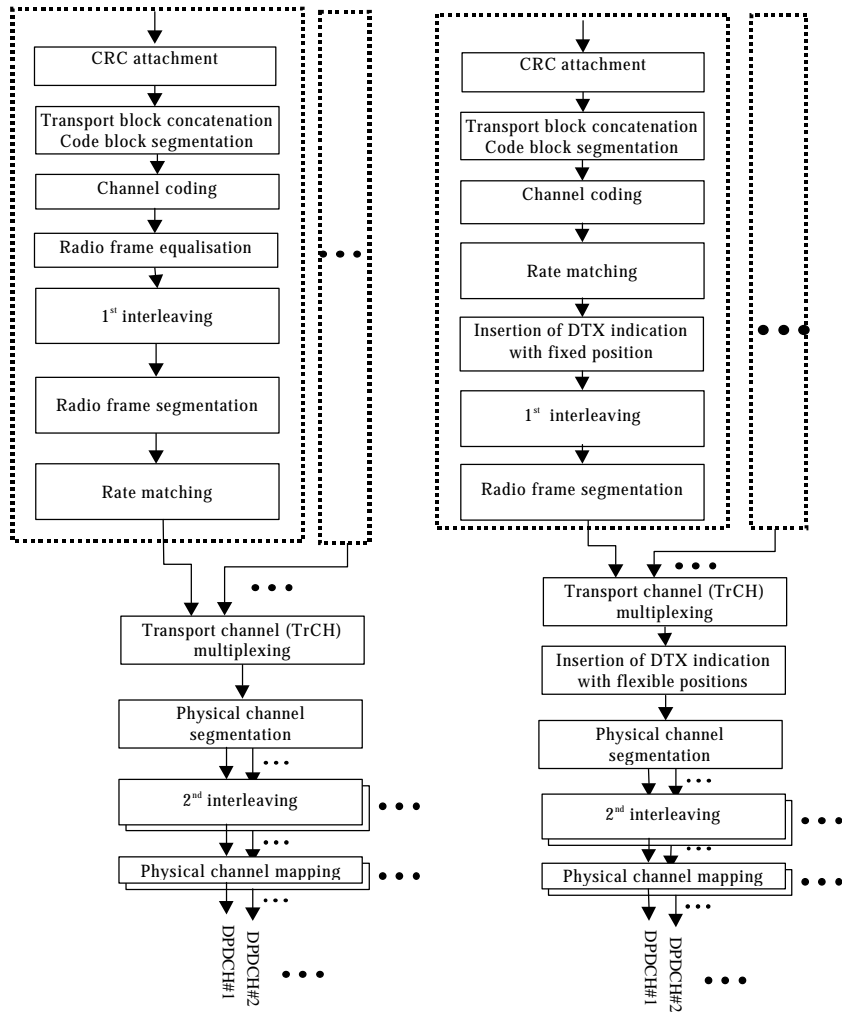 CRC attachment
Transport block concatenation
Code block segmentation
Channel coding
Radio frame equalisation
1st interleaving
Radio frame segmentation
Rate matching
Transport channel (TrCH)
multiplexing
Physical channel
segmentation
2nd interleaving
Physical channel mapping
DPDCH#1
DPDCH#2
CRC attachment
Transport block concatenation
Code block segmentation
Channel coding
Rate matching
Insertion of DTX indication
with fixed position
1st interleaving
Radio frame segmentation
Transport channel (TrCH)
multiplexing
Insertion of DTX indication
with flexible positions
Physical channel
segmentation
2nd interleaving
Physical channel mapping
DPDCH#1
DPDCH#2